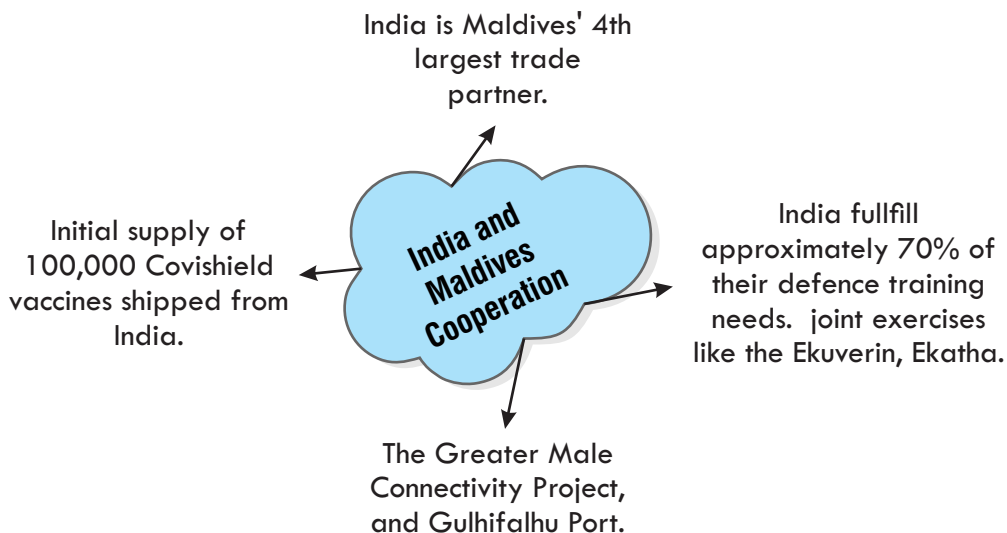 India is Maldives' 4th
largest trade
partner.
India and
Maldives
Cooperation
Initial supply of
100,000 Covishield
vaccines shipped from
India.
India fullfill
approximately 70% of
their defence training
needs.  joint exercises
like the Ekuverin, Ekatha.
The Greater Male
Connectivity Project,
and Gulhifalhu Port.